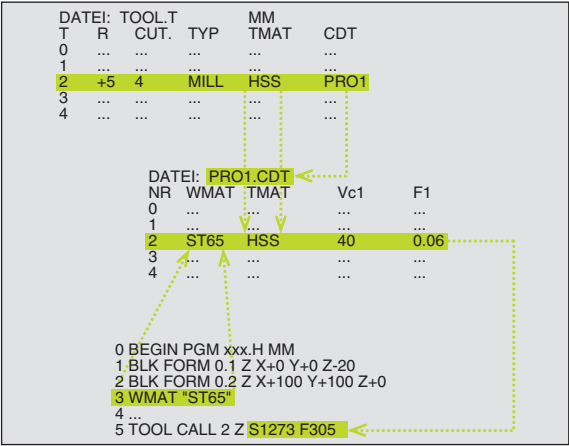 DATEI: TOOL.T MM
T R CUT. TYP TMAT CDT
0 ... ... ... ... ...
1 ... ... ... ... ...
2 +5 4 MILL HSS PRO1
3 ... ... ... ... ...
4 ... ... ... ... ...
DATEI: PRO1.CDT
NR WMAT TMAT Vc1 F1
0 ... ... ... ...
1 ... ... ... ...
2 ST65 HSS 40 0.06
3 ... ... ... ...
4 ... ... ... ...
0 BEGIN PGM xxx.H MM
1 BLK FORM 0.1 Z X+0 Y+0 Z-20
2 BLK FORM 0.2 Z X+100 Y+100 Z+0
3 WMAT "ST65"
4 ...
5 TOOL CALL 2 Z S1273 F305